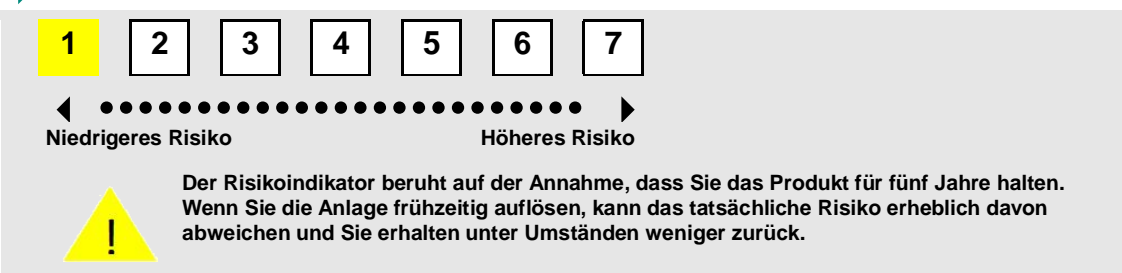 1 2 3 4 5 6 7
Niedrigeres Risiko Höheres Risiko
!
Der Risikoindikator beruht auf der Annahme, dass Sie das Produkt für fünf Jahre halten.
Wenn Sie die Anlage frühzeitig auflösen, kann das tatsächliche Risiko erheblich davon
abweichen und Sie erhalten unter Umständen weniger zurück.